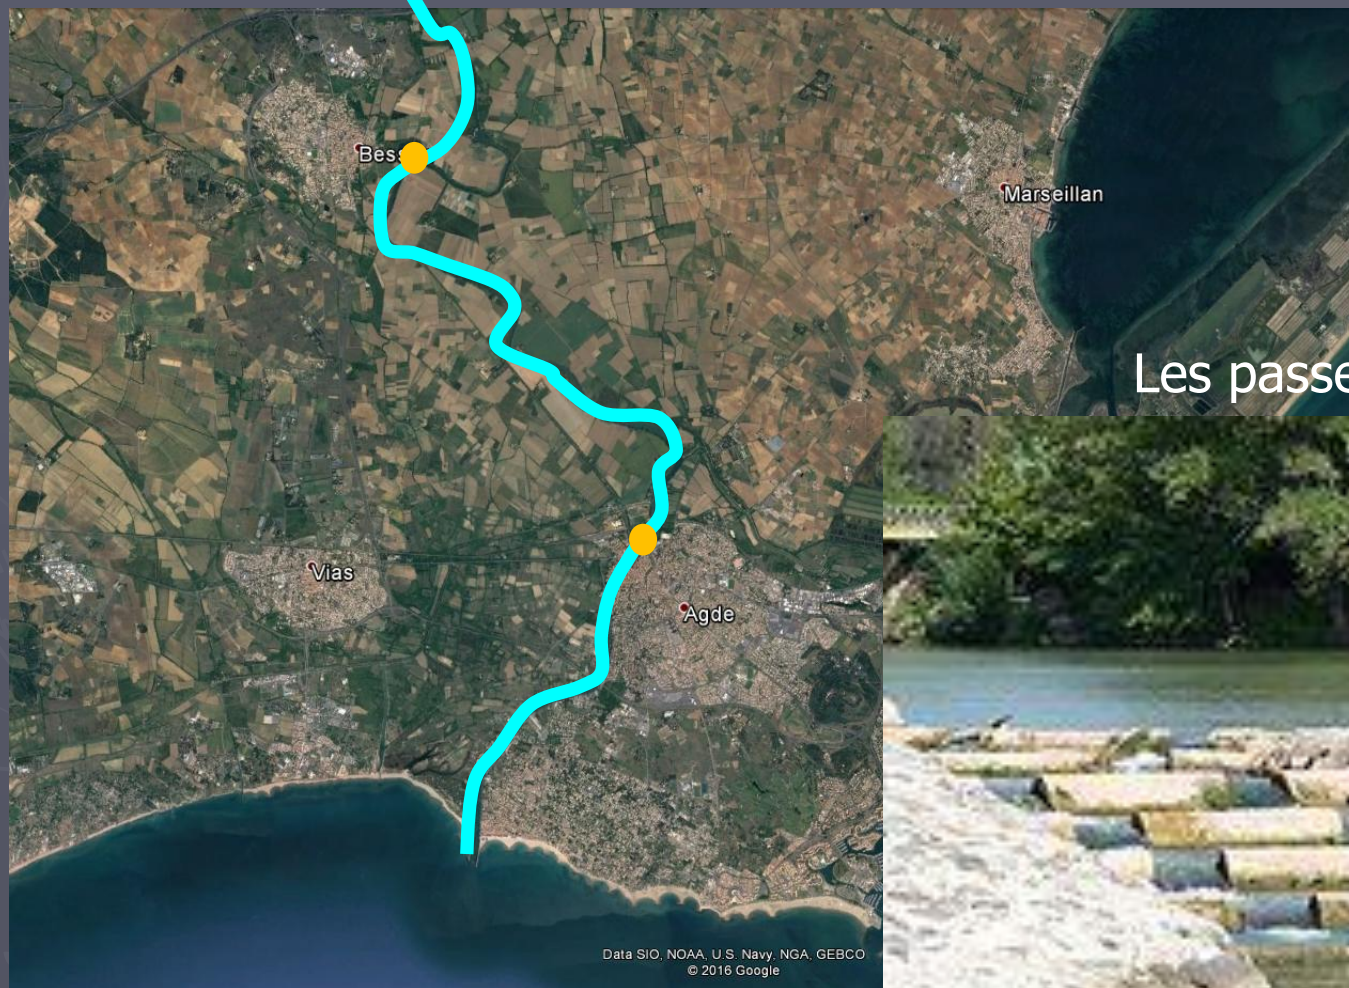 Bess
Marseillan
Les passe
Vias
Agde
Data SIO, NOAA, U.S. Navy, NGA, GEBCO
© 2016 Google